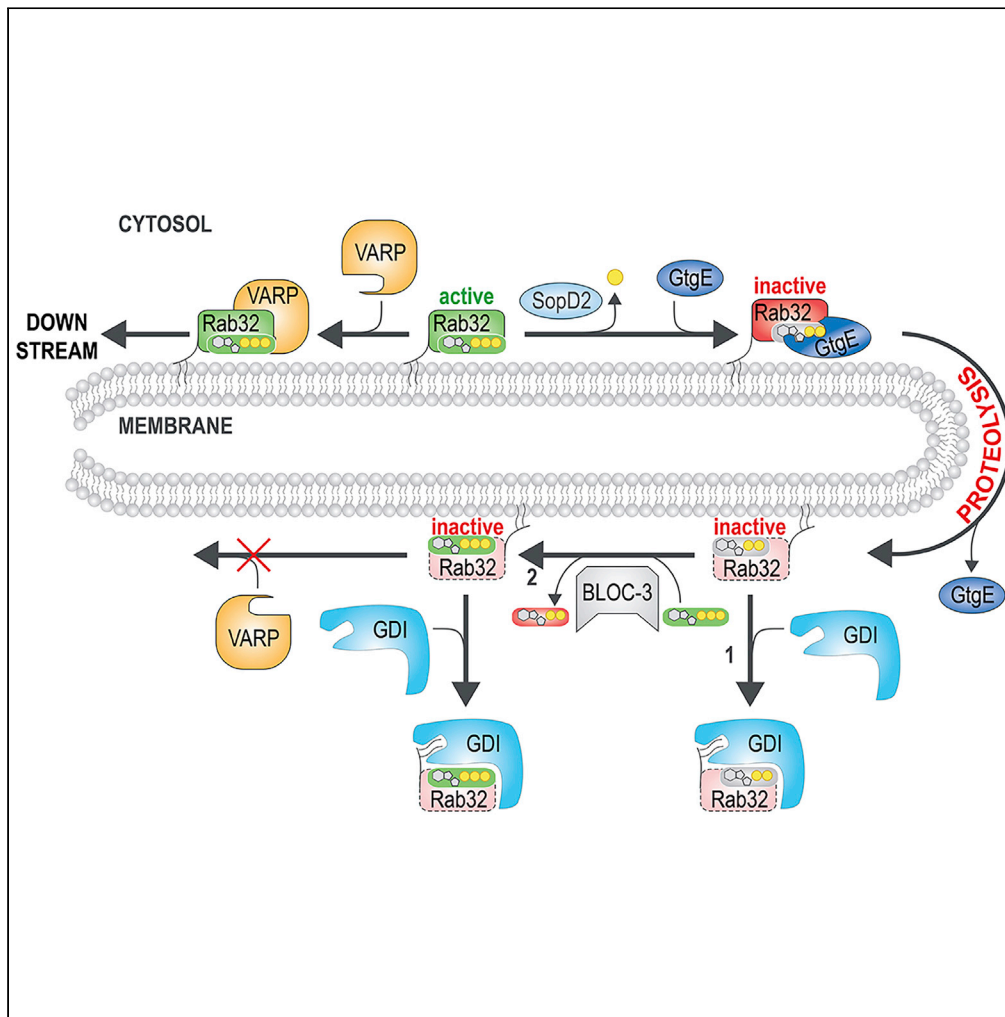 CYTOSOL
VARP
GtgE
inactive
active
SopD2
VARP
Rab32
DOWN
STREAM
Rab32
Rab32
GtgE
MEMBRANE
PROTEOLYSIS
inactive
inactive
Rab32
2
Rab32
BLOC-3
GtgE
VARP
GDI
1
GDI
GDI
GDI
Rab32
Rab32